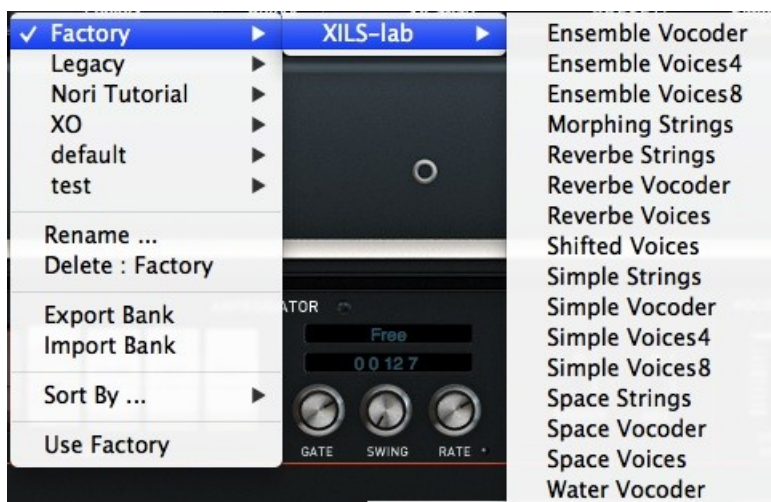 ✓ Factory
Legacy
Nori Tutorial
XO
default
test
Rename ...
Delete : Factory
Export Bank
Import Bank
Sort By ...
Use Factory
XILS-lab
Ensemble Vocoder
Ensemble Voices4
Ensemble Voices8
Morphing Strings
Reverbe Strings
Reverbe Vocoder
Reverbe Voices
Shifted Voices
Simple Strings
Simple Vocoder
Simple Voices4
Simple Voices8
Space Strings
Space Vocoder
Space Voices
Water Vocoder
Free
0 0 12 7
GATE SWING RATE